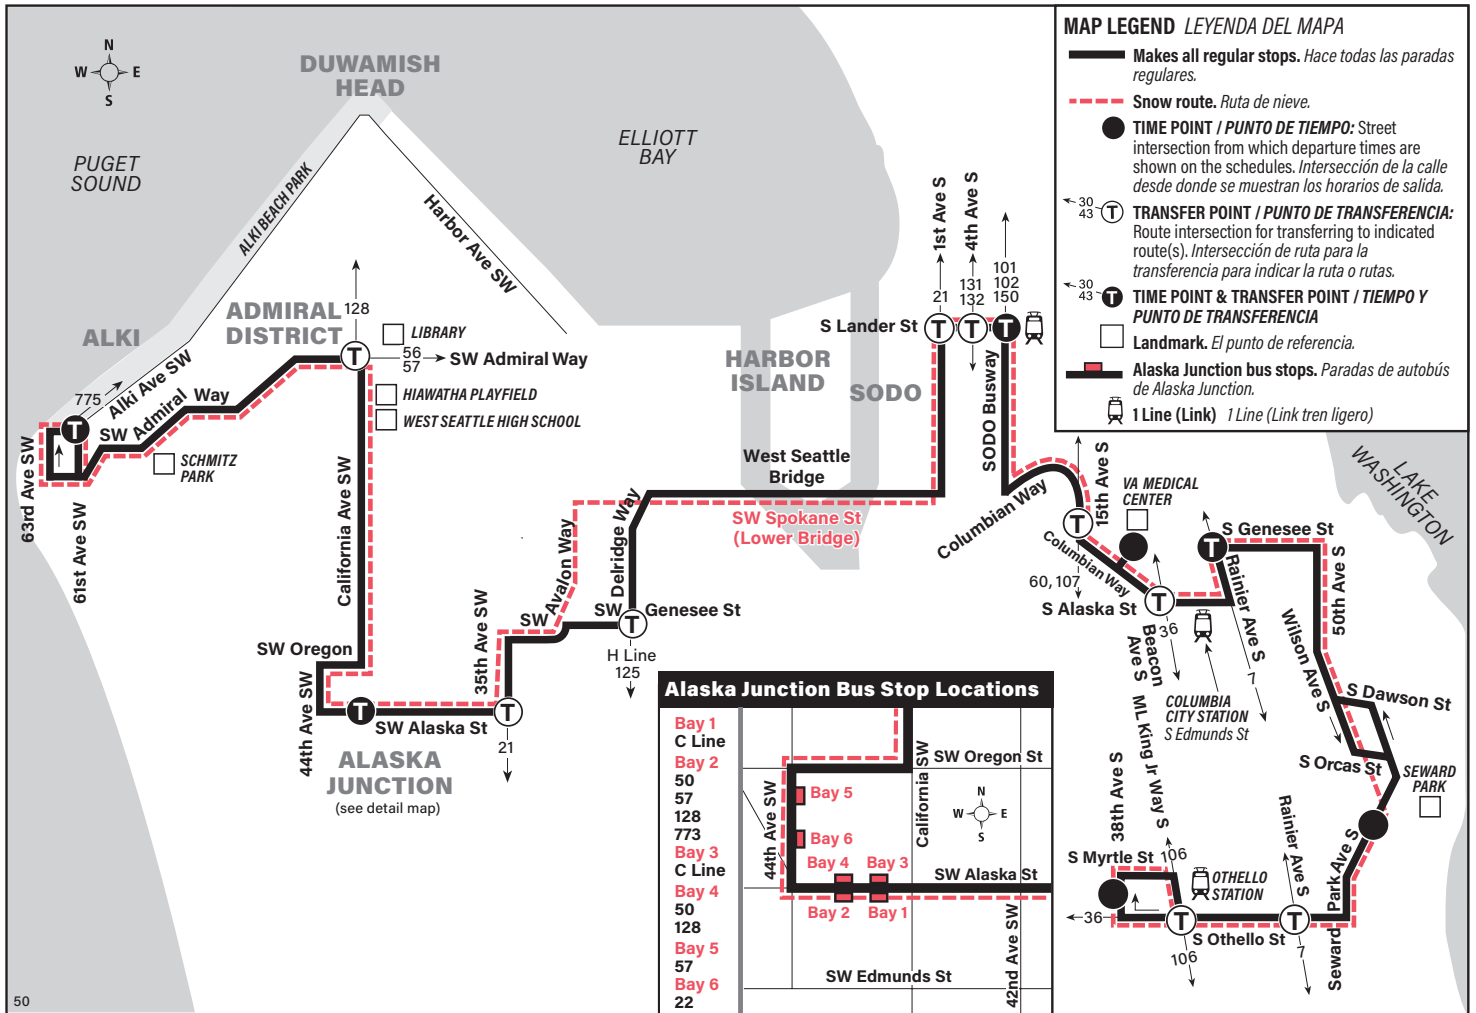 N
W E
S
DUWAMISH
HEAD
PUGET
SOUND
ELLIOTT
BAY
ALKI BEACH PARK
Harbor Ave SW
ADMIRAL
DISTRICT
128
LIBRARY
56
57
SW Admiral Way
ALKI
775
Alki Ave SW
SW Admiral Way
T
T
HIAWATHA PLAYFIELD
WEST SEATTLE HIGH SCHOOL
SCHMITZ
PARK
63rd Ave SW
61st Ave SW
California Ave SW
SW Oregon
44th Ave SW
T
SW Alaska St
ALASKA
JUNCTION
(see detail map)
35th Ave SW
T
21
SW Avalon Way
Delridge Way
SW Genesee St
T
H Line
125
West Seattle
Bridge
SW Spokane St
(Lower Bridge)
HARBOR
ISLAND
SODO
1st Ave S
4th Ave S
21
131
132
101
102
150
S Lander St
T
T
T
SODO Busway
Columbian Way
15th Ave S
T
60, 107
Columbian Way
VA MEDICAL
CENTER
S Alaska St
T
36
Beacon
Ave S
T
S Genesee St
Rainier Ave S
7
COLUMBIA
CITY STATION
S Edmunds St
50th Ave S
Wilson Ave S
S Dawson St
S Orcas St
SEWARD
PARK
LAKE
WASHINGTON
ML King Jr Way S
38th Ave S
S Myrtle St
106
OTHELLO
STATION
36
T
106
S Othello St
Rainier Ave S
T
7
Seward Park Ave S
50
MAP LEGEND LEYENDA DEL MAPA
Makes all regular stops. Hace todas las paradas
regulares.
Snow route. Ruta de nieve.
TIME POINT / PUNTO DE TIEMPO: Street
intersection from which departure times are
shown on the schedules. Intersección de la calle
desde donde se muestran los horarios de salida.
30
43
T
TRANSFER POINT / PUNTO DE TRANSFERENCIA:
Route intersection for transferring to indicated
route(s). Intersección de ruta para la
transferencia para indicar la ruta o rutas.
30
43
T
TIME POINT & TRANSFER POINT / TIEMPO Y
PUNTO DE TRANSFERENCIA
Landmark. El punto de referencia.
Alaska Junction bus stops. Paradas de autobús
de Alaska Junction.
1 Line (Link) 1 Line (Link tren ligero)
Alaska Junction Bus Stop Locations
Bay 1
C Line
Bay 2
50
57
128
773
Bay 3
C Line
Bay 4
50
128
Bay 5
57
Bay 6
22
44th Ave SW
California SW
SW Oregon St
N
W E
S
Bay 5
Bay 6
Bay 4 Bay 3
SW Alaska St
Bay 2 Bay 1
42nd Ave SW
SW Edmunds St